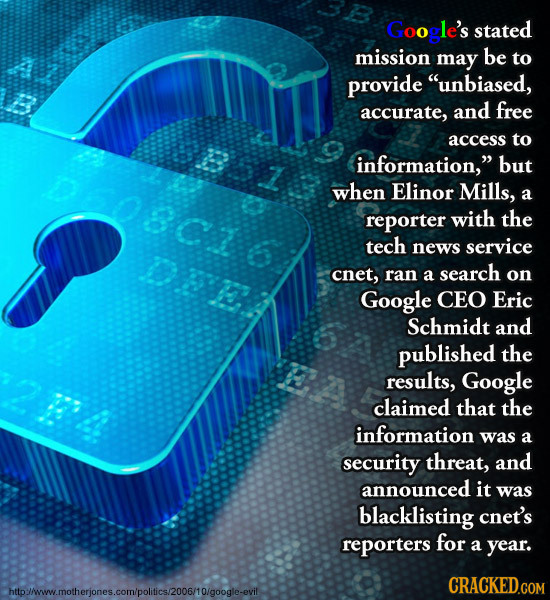 Google's stated
mission may be to
provide “unbiased,
accurate, and free
access to
information,” but
when Elinor Mills, a
reporter with the
tech news service
cnet, ran a search on
Google CEO Eric
Schmidt and
published the
results, Google
claimed that the
information was a
security threat, and
announced it was
blacklisting cnet's
reporters for a year.
http://www.motherjones.com/politics/2006/10/google-evil
CRACKED.COM